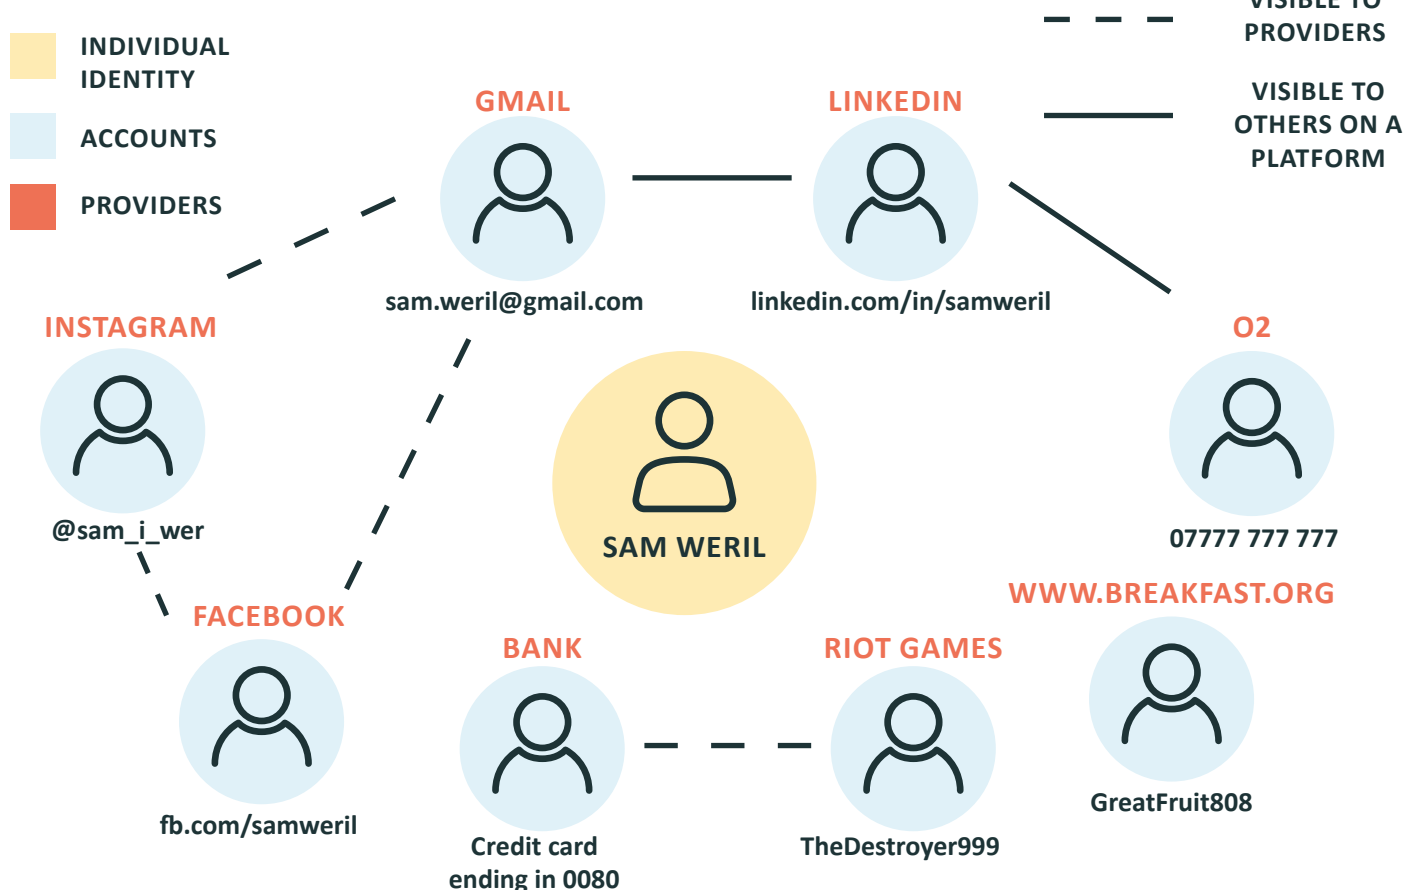 INDIVIDUAL
IDENTITY
ACCOUNTS
PROVIDERS
VISIBLE TO
PROVIDERS
VISIBLE TO
OTHERS ON A
PLATFORM
GMAIL
sam.weril@gmail.com
LINKEDIN
linkedin.com/in/samweril
INSTAGRAM
@sam_i_wer
O2
07777 777 777
SAM WERIL
FACEBOOK
fb.com/samweril
BANK
Credit card
ending in 0080
RIOT GAMES
TheDestroyer999
WWW.BREAKFAST.ORG
GreatFruit808